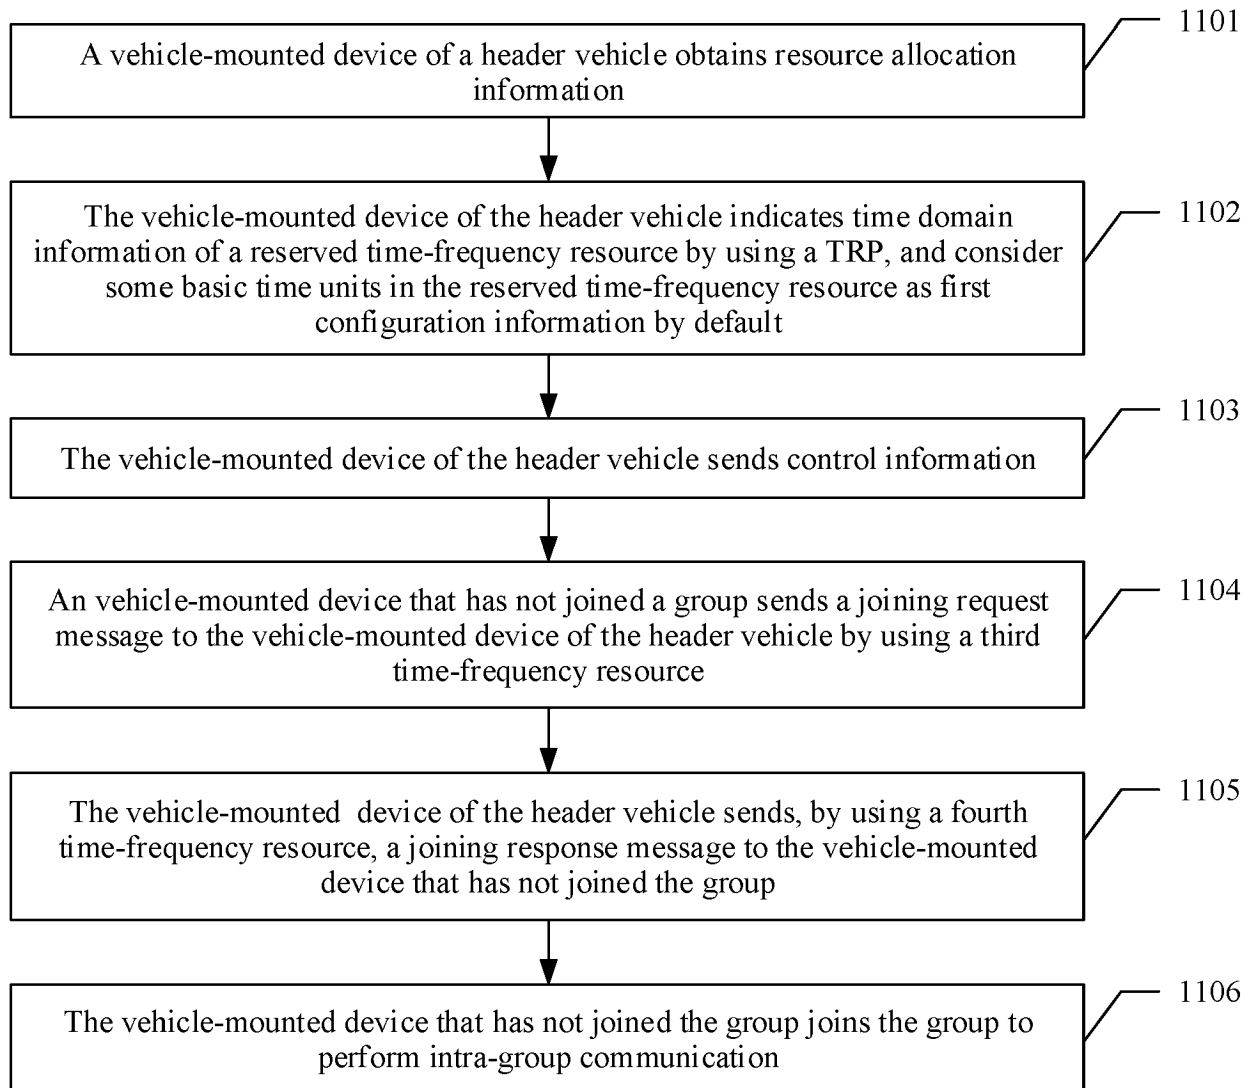 1101
A vehicle-mounted device of a header vehicle obtains resource allocation
information
1102
The vehicle-mounted device of the header vehicle indicates time domain
information of a reserved time-frequency resource by using a TRP, and consider
some basic time units in the reserved time-frequency resource as first
configuration information by default
1103
The vehicle-mounted device of the header vehicle sends control information
1104
An vehicle-mounted device that has not joined a group sends a joining request
message to the vehicle-mounted device of the header vehicle by using a third
time-frequency resource
1105
The vehicle-mounted device of the header vehicle sends, by using a fourth
time-frequency resource, a joining response message to the vehicle-mounted
device that has not joined the group
1106
The vehicle-mounted device that has not joined the group joins the group to
perform intra-group communication